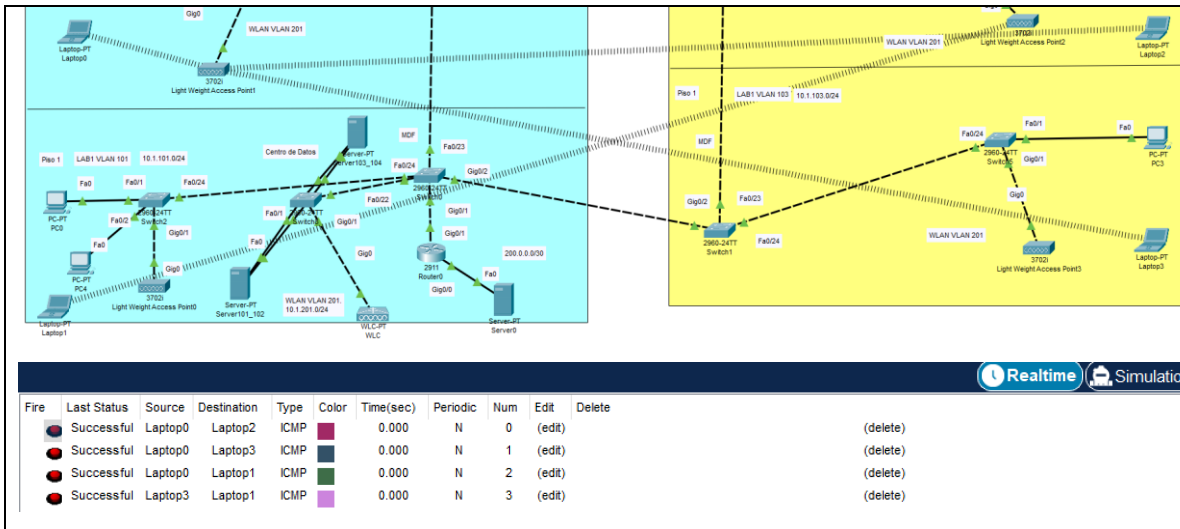 Gig0
WLAN VLAN 201
Laptop-PT
Laptop0
3702i
Light Weight Access Point1
Piso 1
LAB1 VLAN 101
10.1.101.0/24
Fa0
Fa0/1
Fa0/24
PC-PT
PC0
2960-24TT
Switch2
Fa0/2
Gig0/1
Fa0
PC-PT
PC4
Gig0
3702i
Light Weight Access Point0
Laptop-PT
Laptop1
Centro de Datos
Server-PT
Server103_104
MDF
Fa0/23
Fa0/24
Gig0/2
2960-24TT
Switch0
Fa0/22
Fa0/1
Gig0/1
Gig0/1
Gig0/1
Fa0
Gig0
Server-PT
Server101_102
WLAN VLAN 201.
10.1.201.0/24
WLC-PT
WLC
2911
Router0
200.0.0.0/30
Gig0/0
Fa0
Server-PT
Server0
Gig0
3702i
Light Weight Access Point2
WLAN VLAN 201
Laptop-PT
Laptop2
Piso 1
LAB1 VLAN 103
10.1.103.0/24
MDF
Gig0/2
Fa0/23
2960-24TT
Switch1
Fa0/24
Fa0/24
Fa0/1
Fa0
2960-24TT
Gig0/1
PC-PT
PC3
Gig0
WLAN VLAN 201
3702i
Light Weight Access Point3
Laptop-PT
Laptop3
Realtime Simulatio
Fire Last Status Source Destination Type Color Time(sec) Periodic Num Edit Delete
Successful Laptop0 Laptop2 ICMP 0.000 N 0 (edit) (delete)
Successful Laptop0 Laptop3 ICMP 0.000 N 1 (edit) (delete)
Successful Laptop0 Laptop1 ICMP 0.000 N 2 (edit) (delete)
Successful Laptop3 Laptop1 ICMP 0.000 N 3 (edit) (delete)